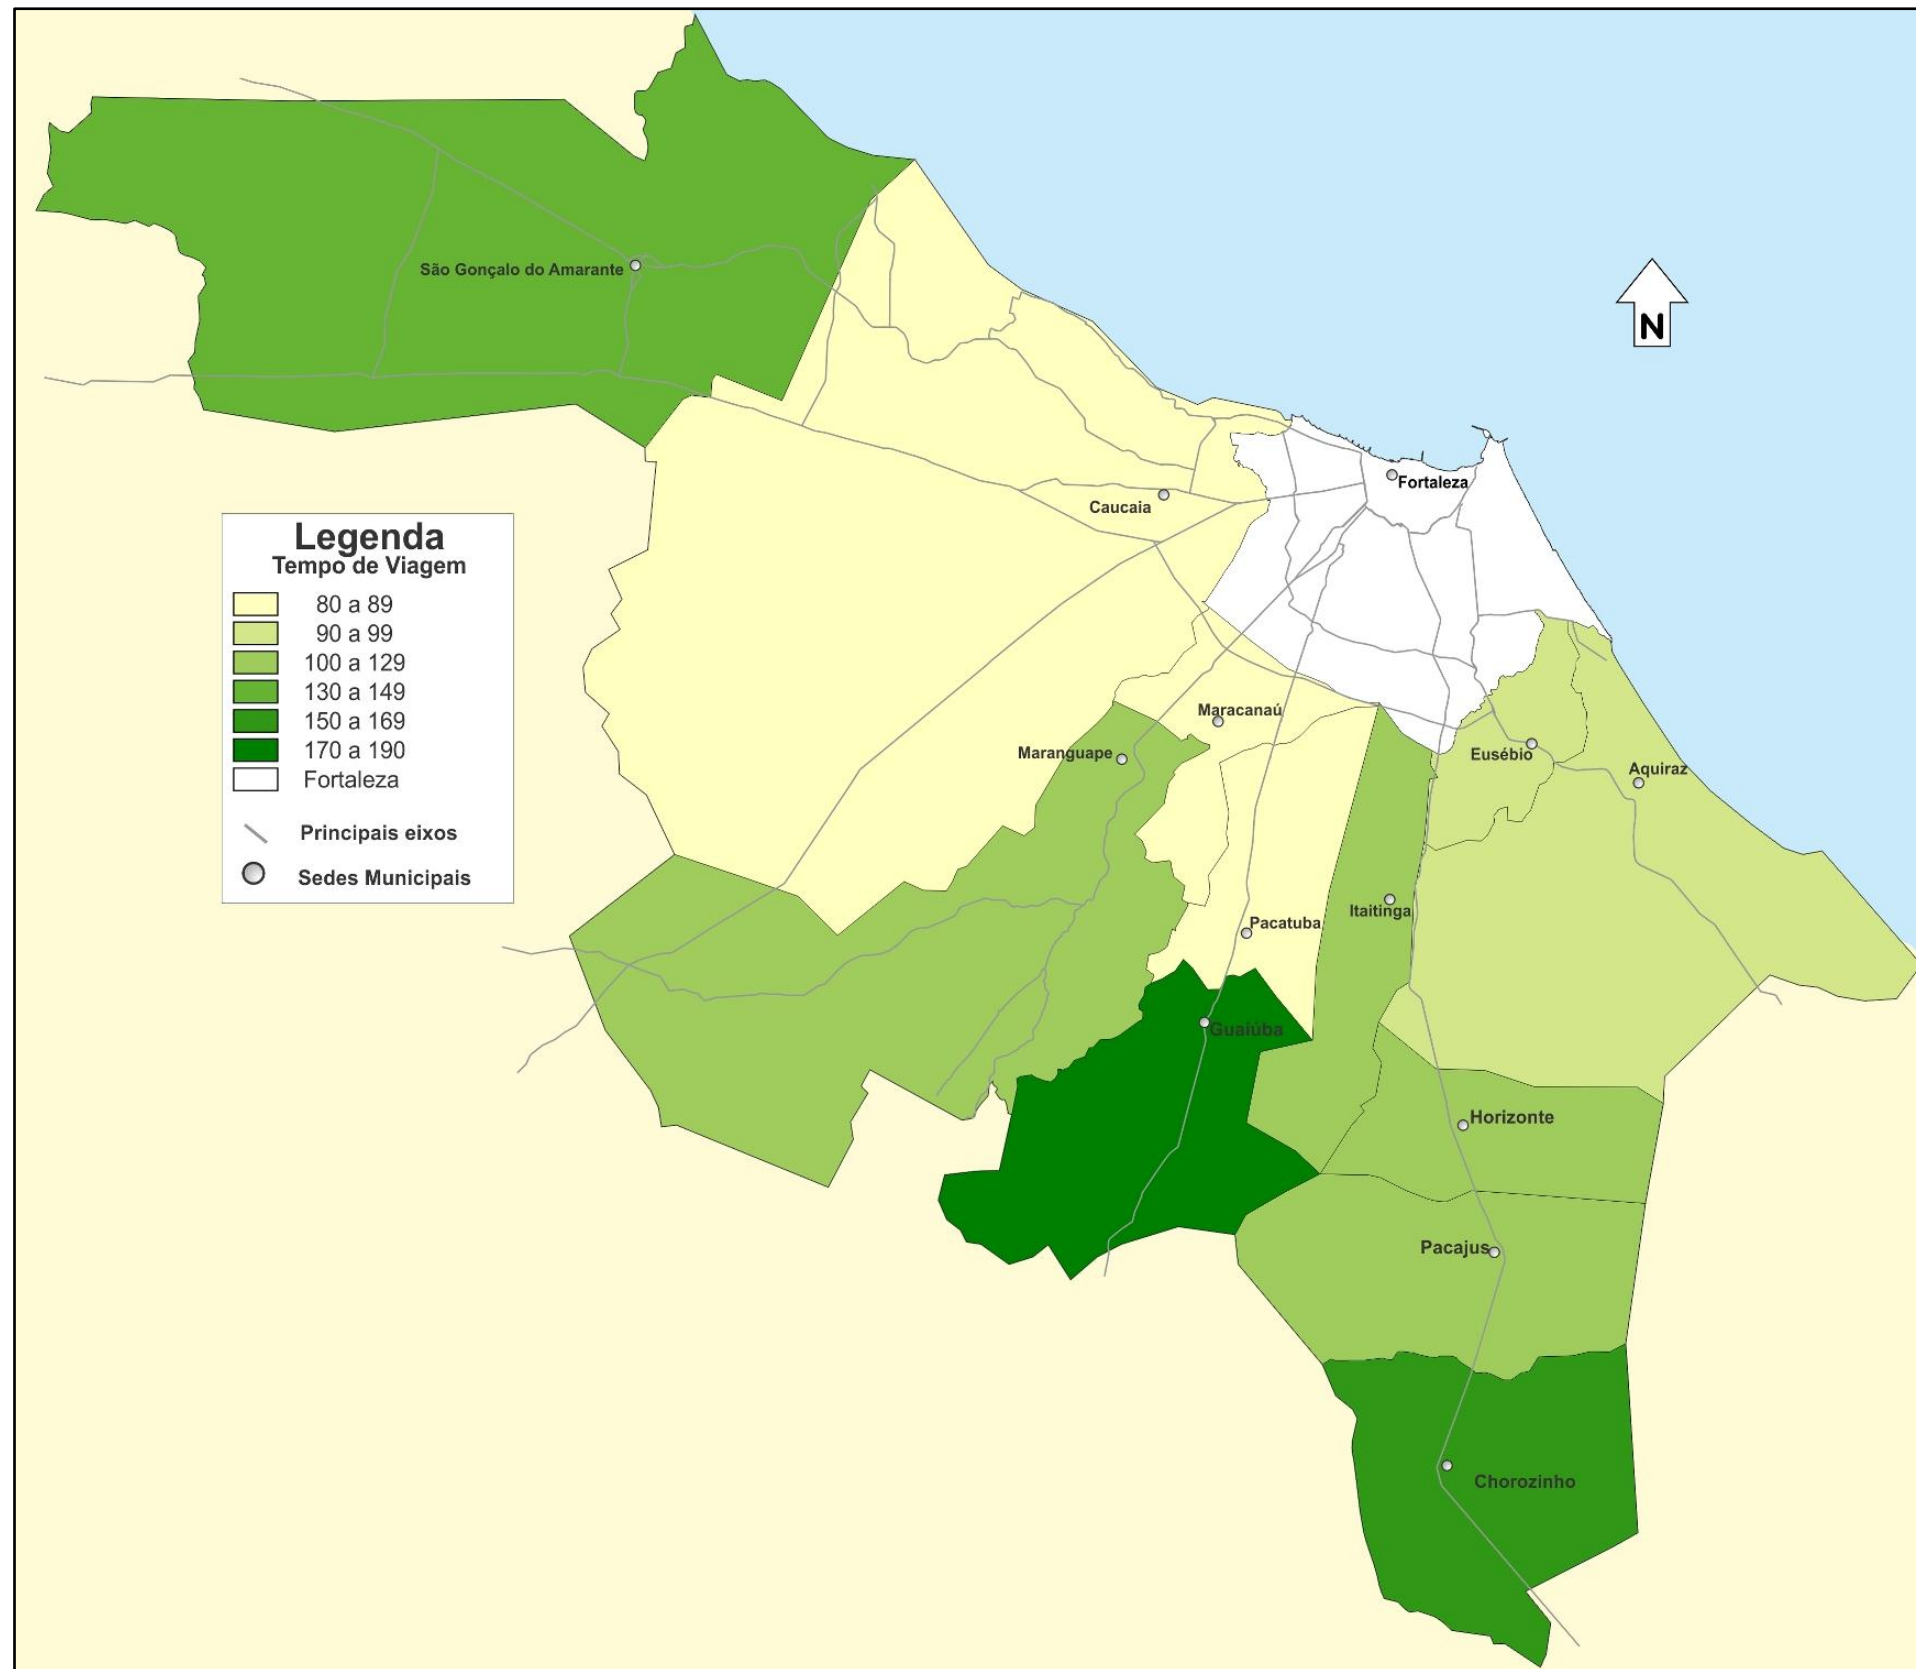 São Gonçalo do Amarante
N
Fortaleza
Caucaia
Legenda
Tempo de Viagem
80 a 89
90 a 99
100 a 129
130 a 149
150 a 169
170 a 190
Fortaleza
Principais eixos
Sedes Municipais
Maracanaú
Maranguape
Eusébio
Aquiraz
Itaitinga
Pacatuba
Guaiúba
Horizonte
Pacajus
Chorozinho